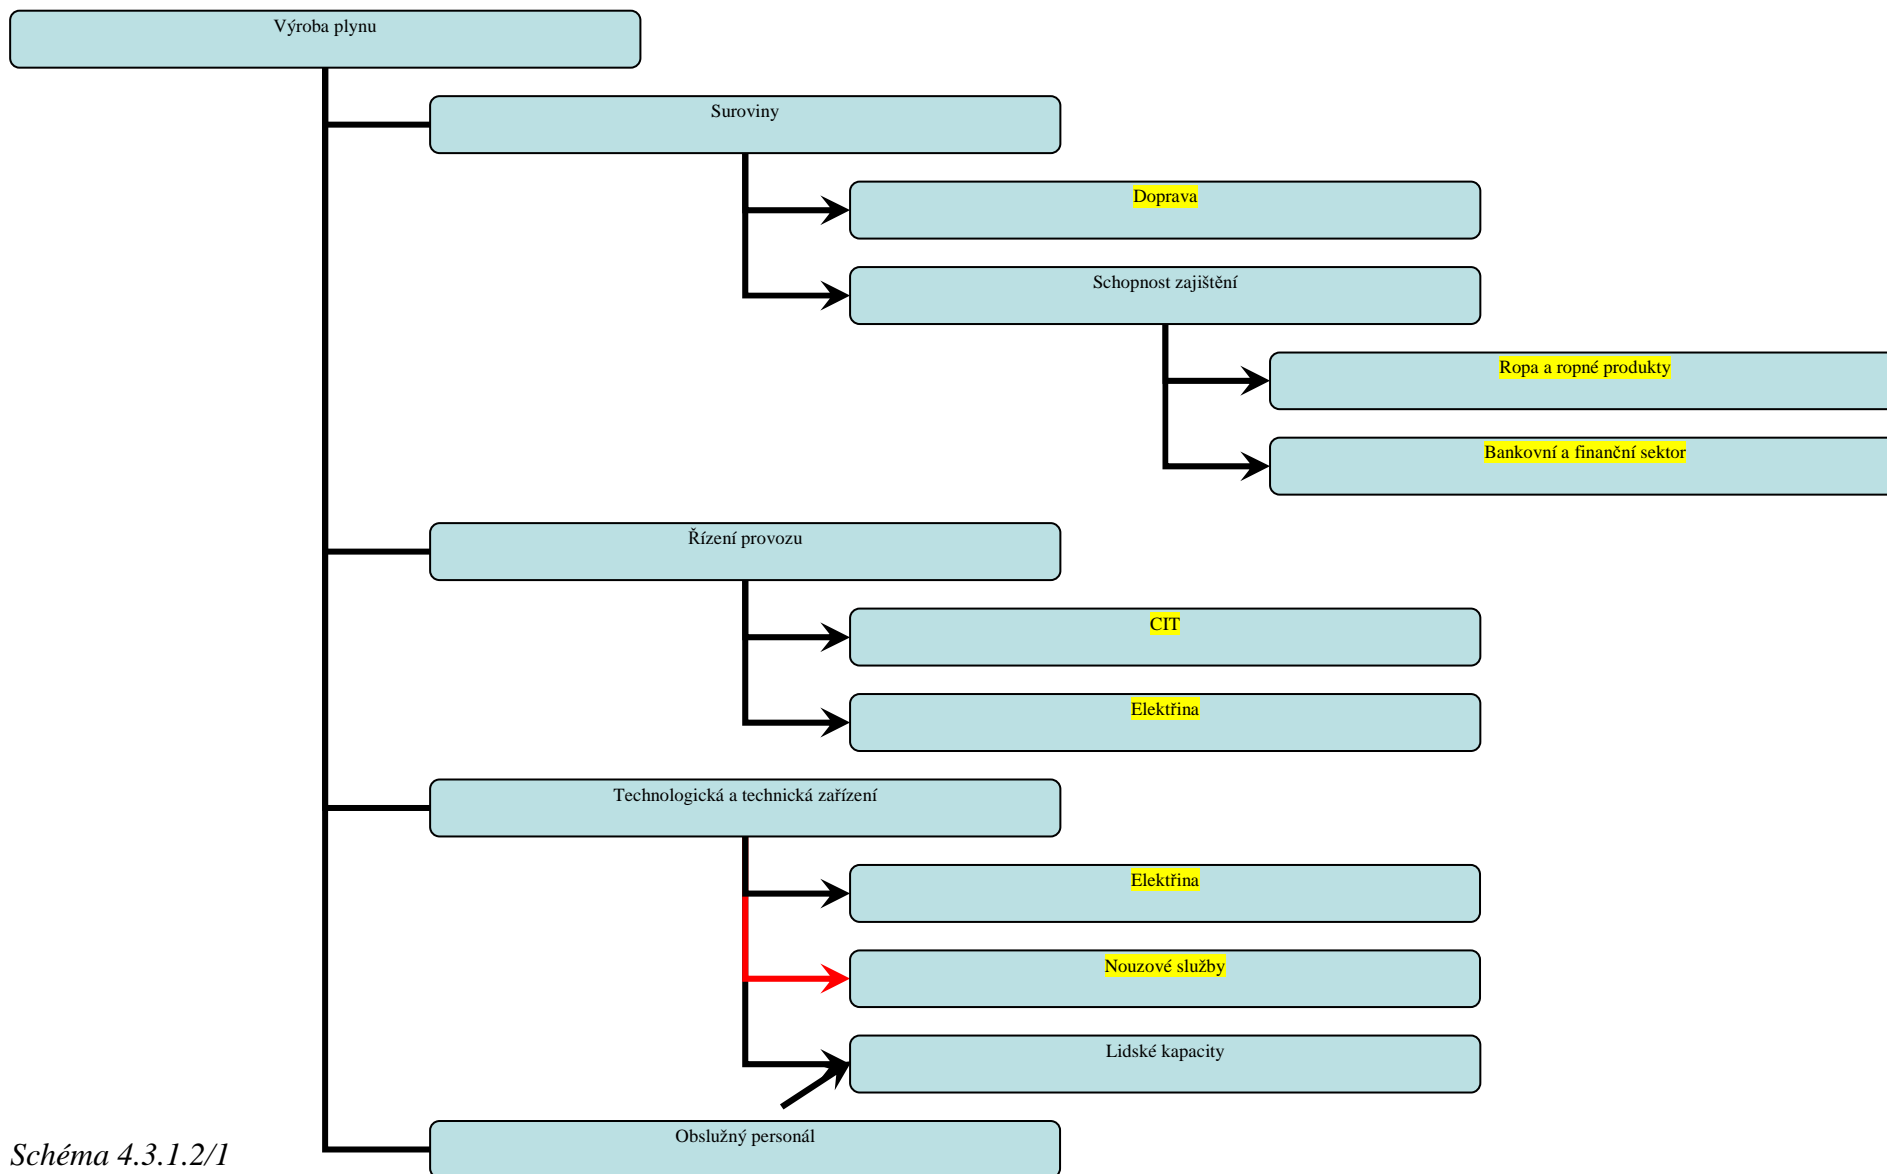 Výroba plynu
Suroviny
Doprava
Schopnost zajištění
Ropa a ropné produkty
Bankovní a finanční sektor
Řízení provozu
CIT
Elektřina
Technologická a technická zařízení
Elektřina
Nouzové služby
Lidské kapacity
Obslužný personál
Schéma 4.3.1.2/1